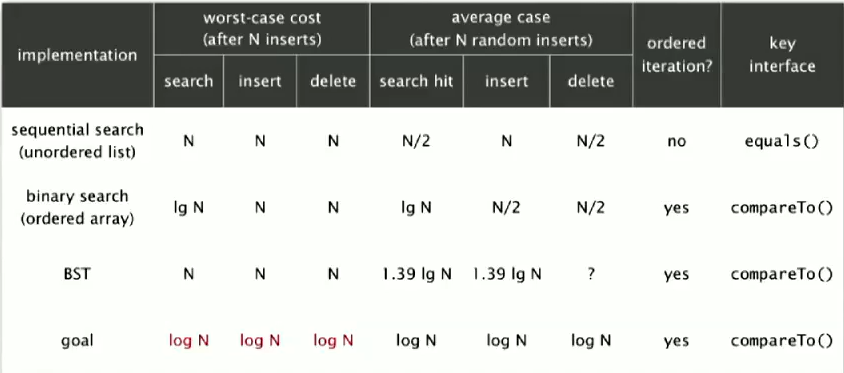 implementation worst-case cost (after N inserts) average case (after N random inserts) ordered iteration? key interface
search insert delete search hit insert delete
sequential search (unordered list) N N N N/2 N N/2 no equals()
binary search (ordered array) lg N N N lg N N/2 N/2 yes compareTo()
BST N N N 1.39 lg N 1.39 lg N ? yes compareTo()
goal log N log N log N log N log N log N yes compareTo()